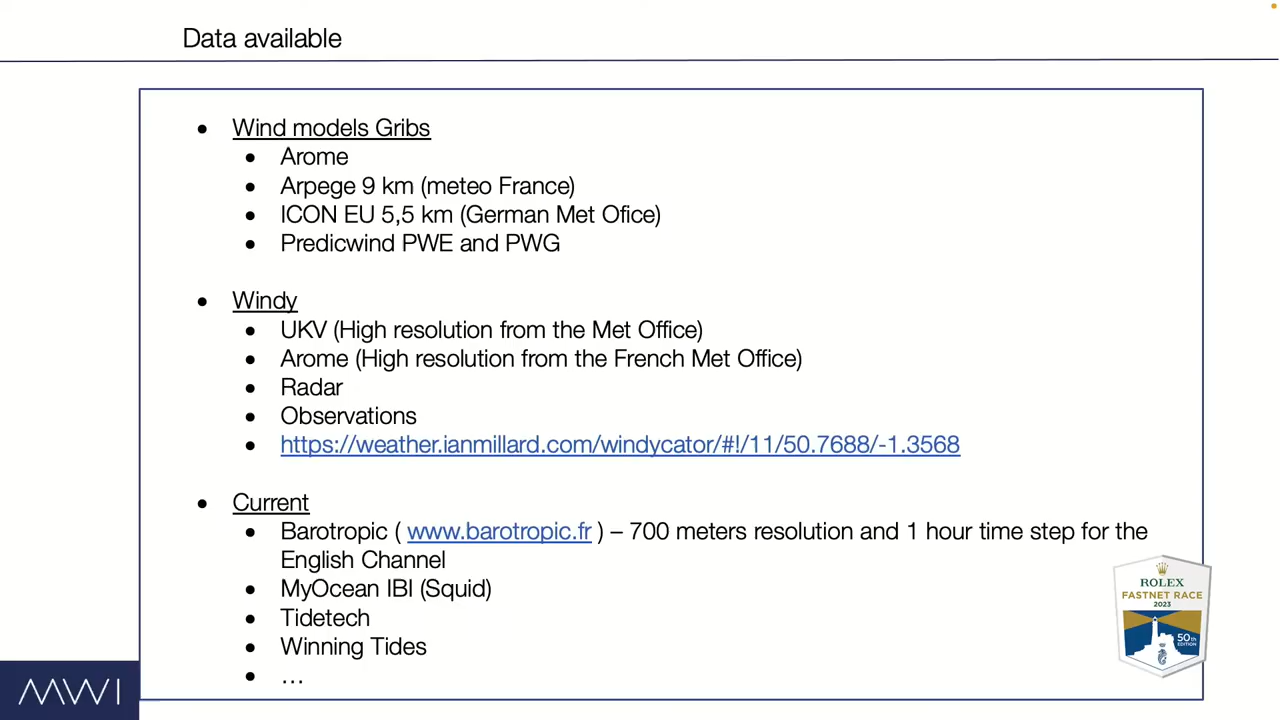 Data available
• Wind models Gribs
• Arome
• Arpege 9 km (meteo France)
• ICON EU 5,5 km (German Met Ofice)
• Predicwind PWE and PWG
• Windy
• UKV (High resolution from the Met Office)
• Arome (High resolution from the French Met Office)
• Radar
• Observations
• https://weather.ianmillard.com/windycator/#!/11/50.7688/-1.3568
• Current
• Barotropic ( www.barotropic.fr ) – 700 meters resolution and 1 hour time step for the
English Channel
• MyOcean IBI (Squid)
• Tidetech
• Winning Tides
• …
ROLEX
FASTNET RACE
2023
50th
EDITION
MWI